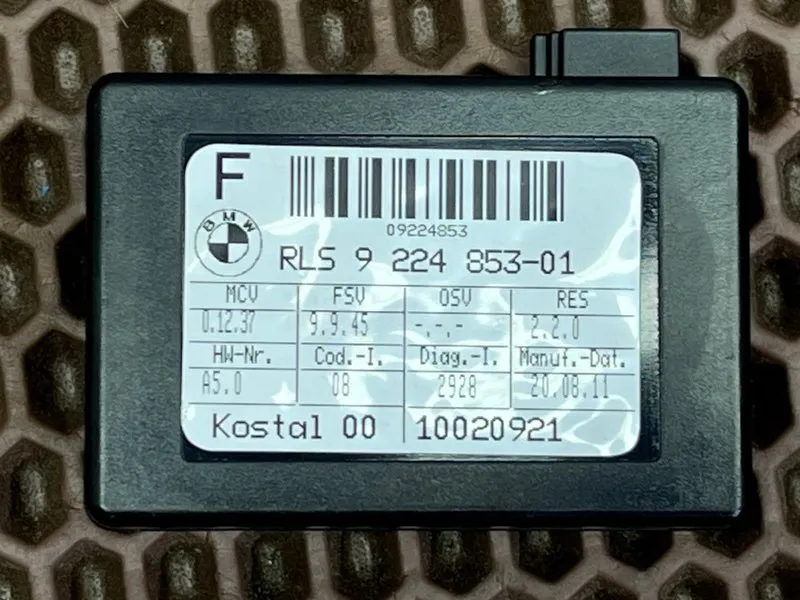 F
09224853
BMW
RLS 9 224 853-01
MCV FSV OSV RES
0.12.37 9.9.45 -.-.- 2.2.0
HW-Nr. Cod.-I. Diag.-I. Manuf.-Dat.
A5.0 08 2928 20.08.11
Kostal 00 10020921